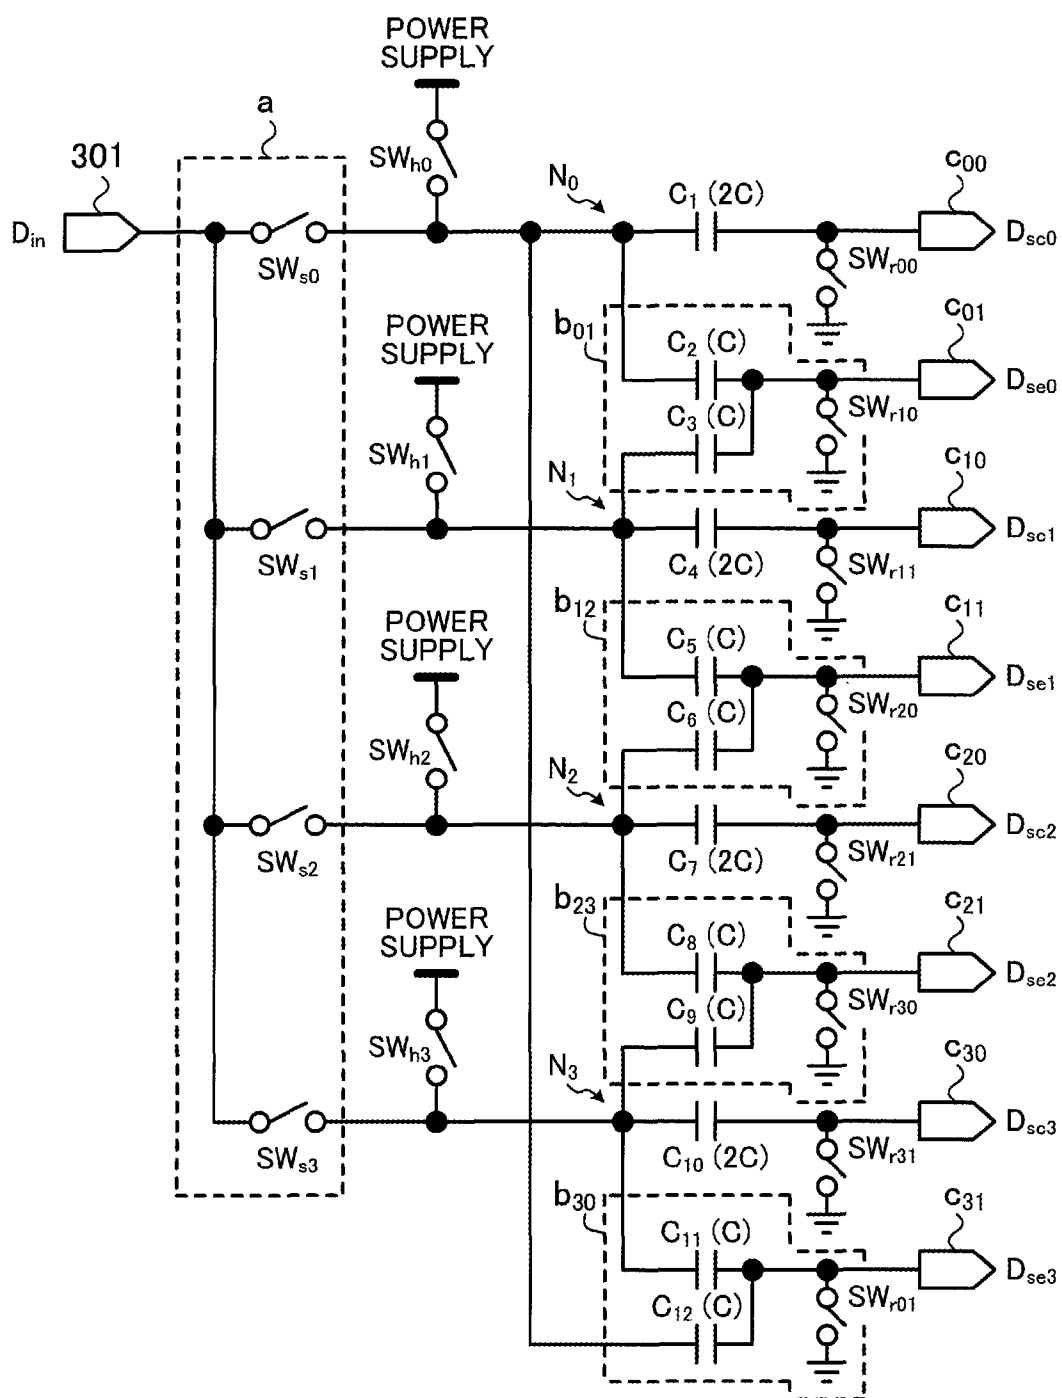 POWER
SUPPLY
a
301
SWh0
N0
C1 (2C)
c00
Din
Dsc0
SWs0
SWr00
POWER
SUPPLY
b01
C2 (C)
c01
Dse0
C3 (C)
SWr10
SWh1
N1
c10
Dsc1
SWs1
C4 (2C)
SWr11
POWER
SUPPLY
b12
C5 (C)
c11
Dse1
C6 (C)
SWr20
SWh2
N2
c20
Dsc2
SWs2
C7 (2C)
SWr21
POWER
SUPPLY
b23
C8 (C)
c21
Dse2
C9 (C)
SWr30
SWh3
N3
c30
Dsc3
SWs3
C10 (2C)
SWr31
b30
C11 (C)
c31
Dse3
C12 (C)
SWr01